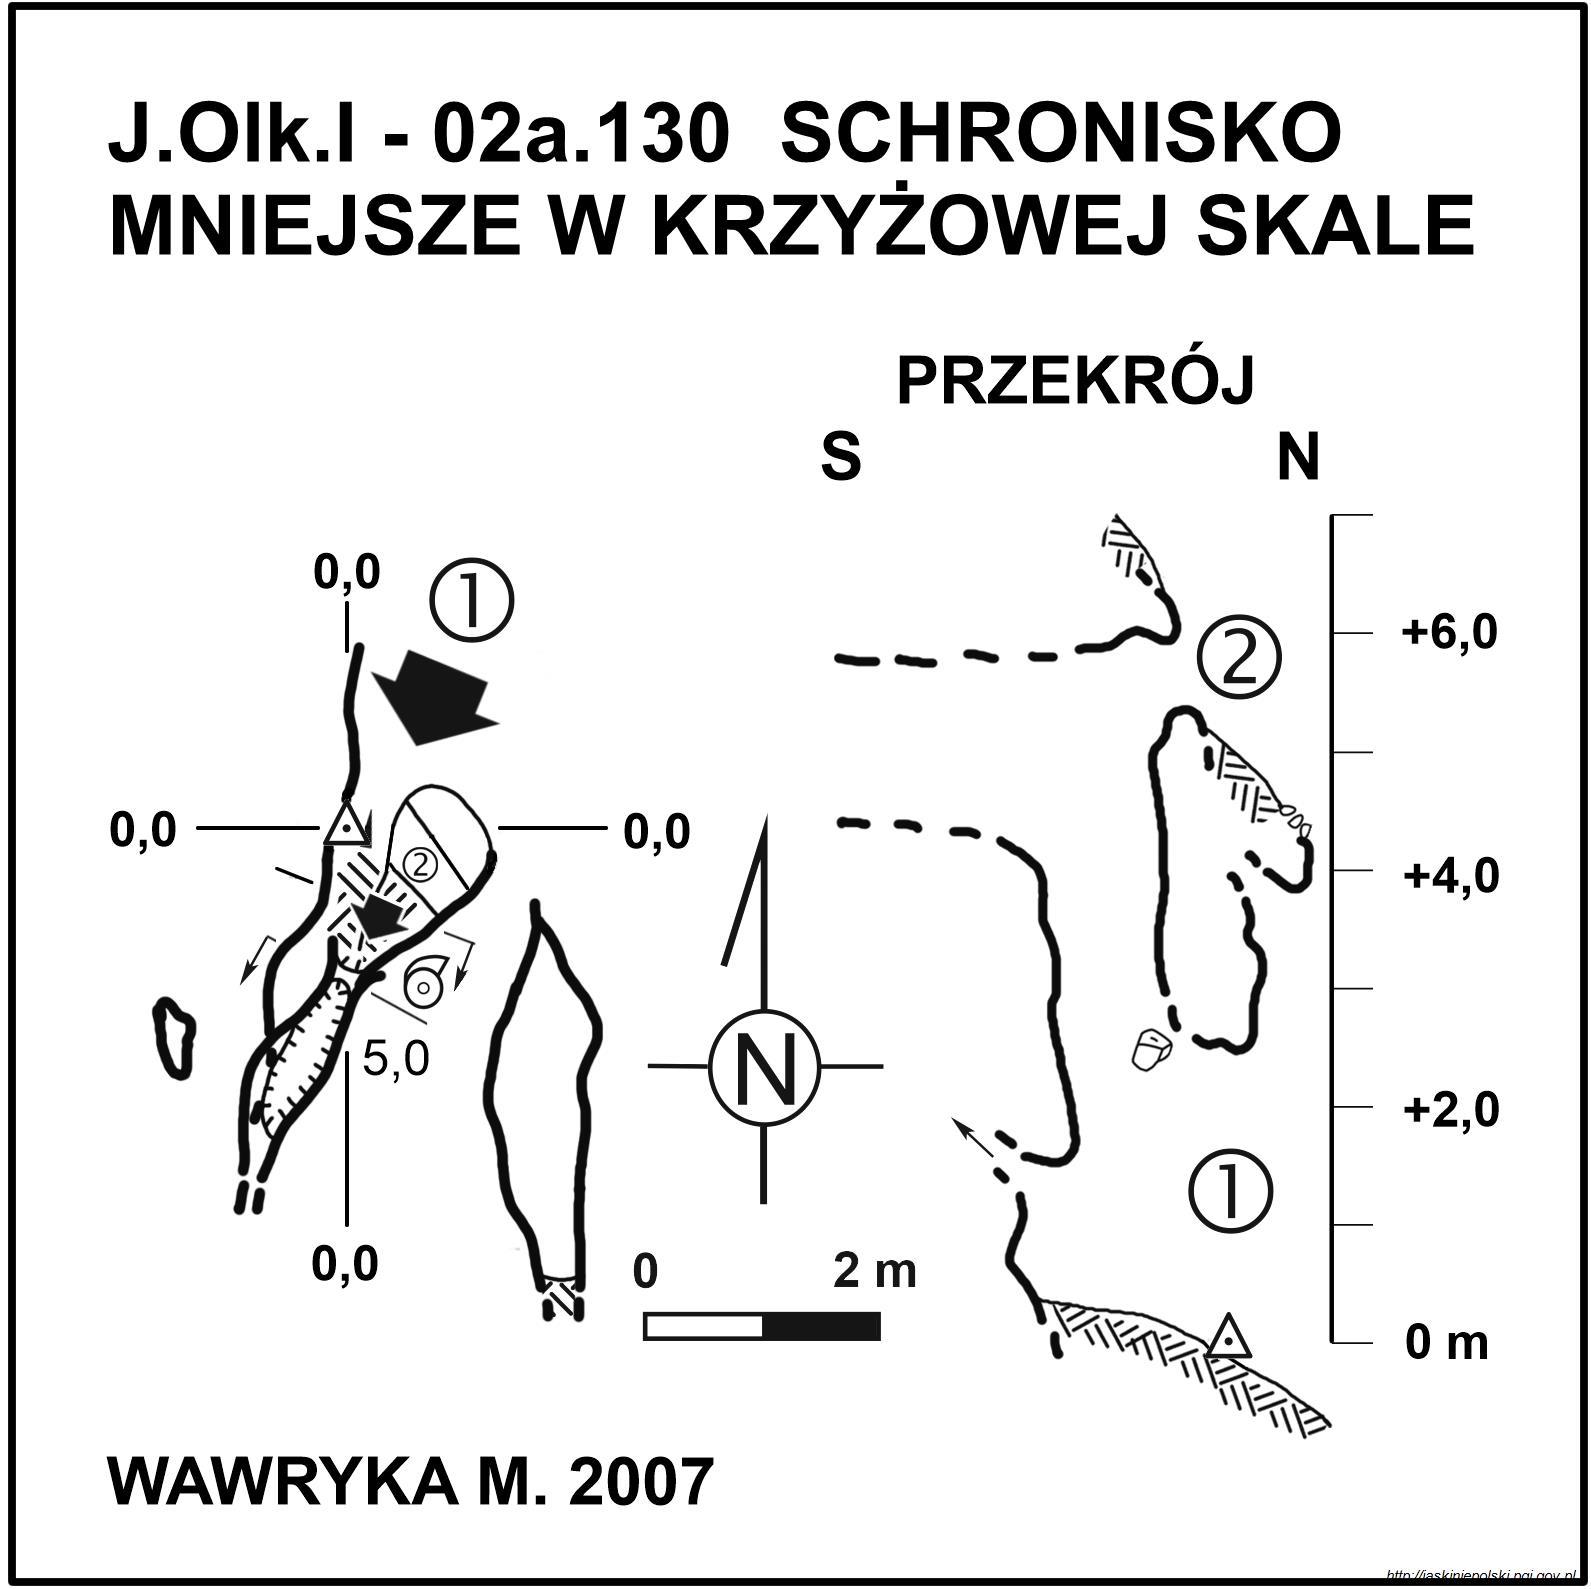 J.Olk.I - 02a.130 SCHRONISKO
MNIEJSZE W KRZYŻOWEJ SKALE
PRZEKRÓJ
S N
0,0
1
2
+6,0
0,0
0,0
2
+4,0
5,0
N
+2,0
1
0,0
0 2 m
0 m
WAWRYKA M. 2007
http://jaskiniepolski.pgi.gov.pl